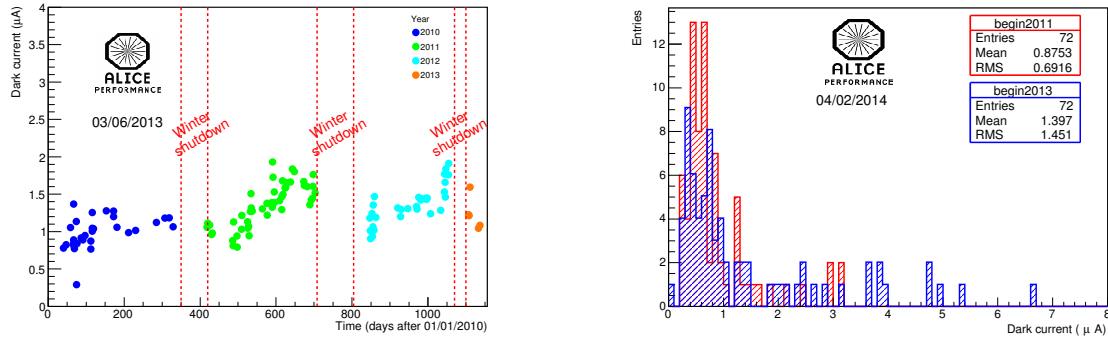 Dark current (μA)
4
3.5
3
2.5
2
1.5
1
0.5
0
0 200 400 600 800 1000
Time (days after 01/01/2010)
ALICE
PERFORMANCE
03/06/2013
Winter
shutdown
Winter
shutdown
Winter
shutdown
Year
2010
2011
2012
2013
Entries
12
10
8
6
4
2
0
0 1 2 3 4 5 6 7 8
Dark current ( μ A)
ALICE
PERFORMANCE
04/02/2014
begin2011
Entries 72
Mean 0.8753
RMS 0.6916
begin2013
Entries 72
Mean 1.397
RMS 1.451